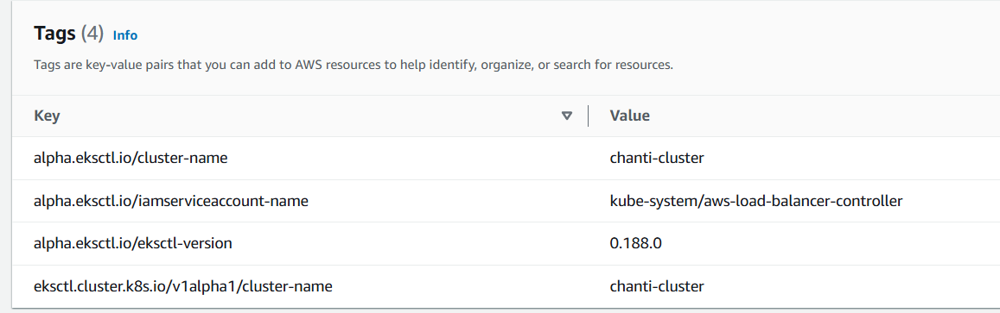 Tags (4) Info
Tags are key-value pairs that you can add to AWS resources to help identify, organize, or search for resources.
Key Value
alpha.eksctl.io/cluster-name chanti-cluster
alpha.eksctl.io/iamserviceaccount-name kube-system/aws-load-balancer-controller
alpha.eksctl.io/eksctl-version 0.188.0
eksctl.cluster.k8s.io/v1alpha1/cluster-name chanti-cluster